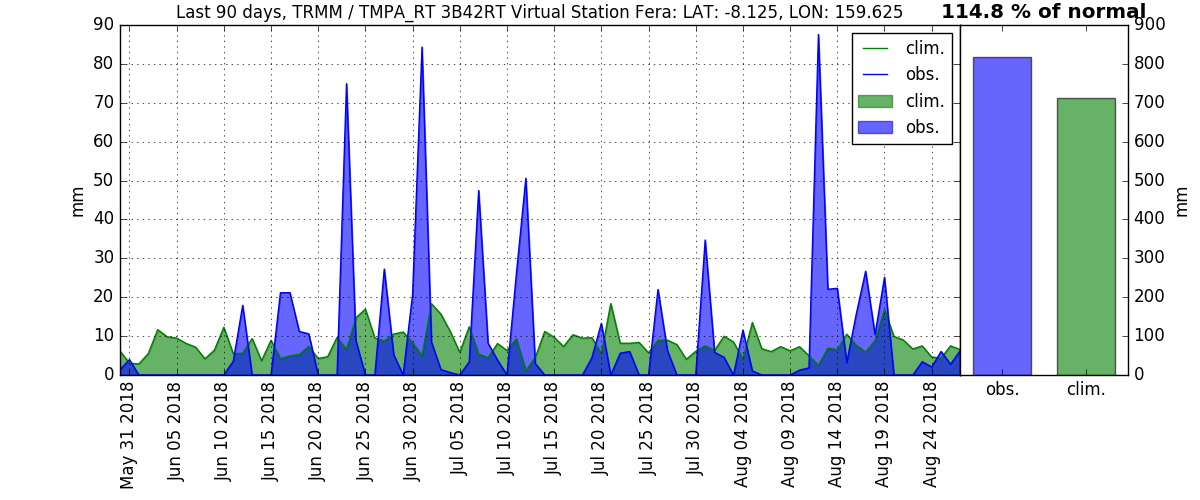 Last 90 days, TRMM / TMPA_RT 3B42RT Virtual Station Fera: LAT: -8.125, LON: 159.625
114.8 % of normal
mm
90
80
70
60
50
40
30
20
10
0
clim.
obs.
clim.
obs.
900
800
700
600
500
400
300
200
100
0
mm
obs.
clim.
May 31 2018
Jun 05 2018
Jun 10 2018
Jun 15 2018
Jun 20 2018
Jun 25 2018
Jun 30 2018
Jul 05 2018
Jul 10 2018
Jul 15 2018
Jul 20 2018
Jul 25 2018
Jul 30 2018
Aug 04 2018
Aug 09 2018
Aug 14 2018
Aug 19 2018
Aug 24 2018